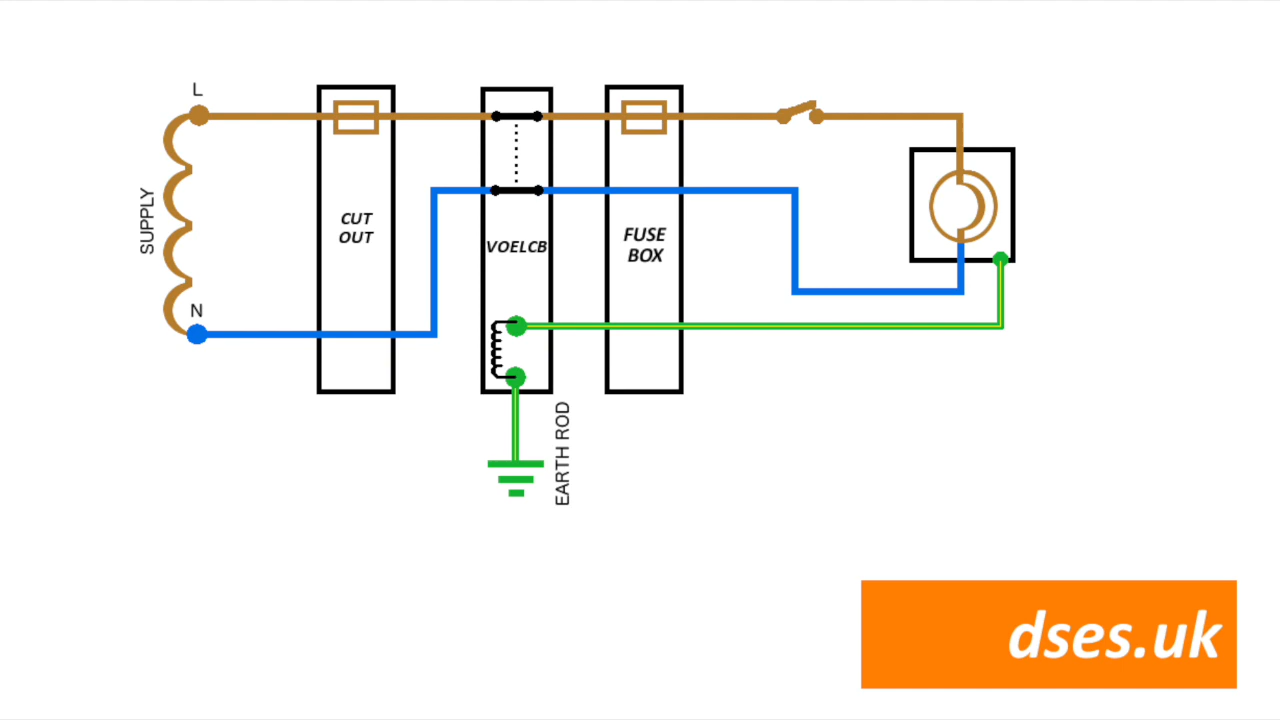 L
SUPPLY
N
CUT
OUT
VOELCB
FUSE
BOX
EARTH ROD
dses.uk